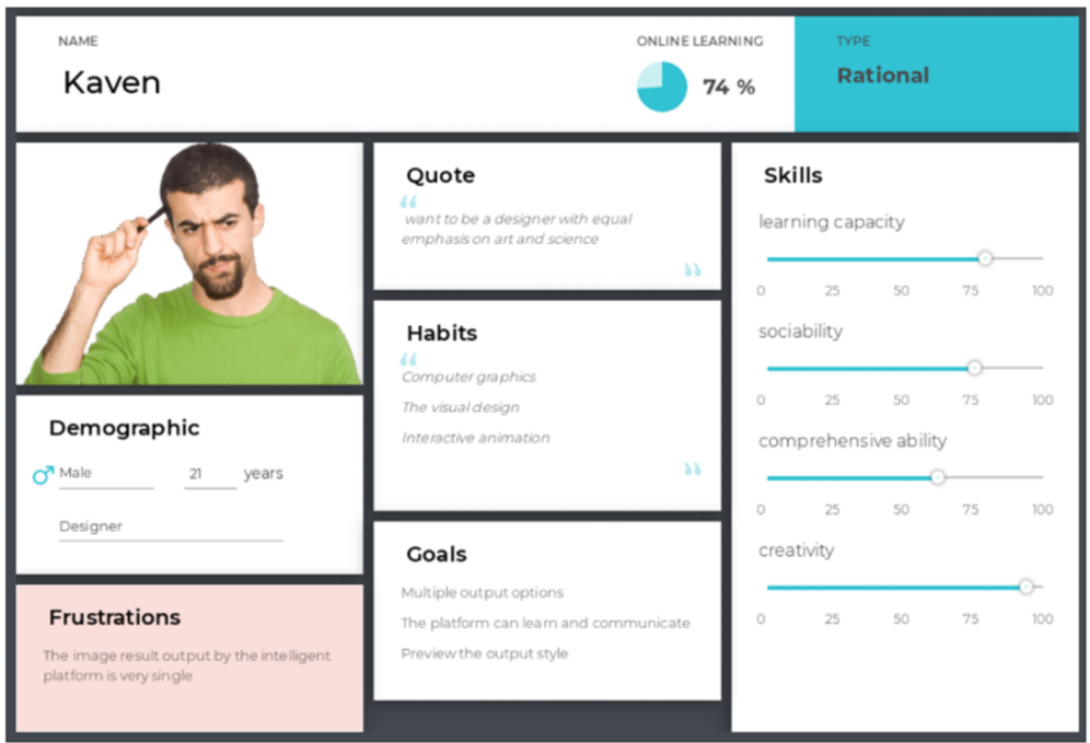 NAME
Kaven
ONLINE LEARNING
74 %
TYPE
Rational
Demographic
Male 21 years
Designer
Frustrations
The image result output by the intelligent
platform is very single
Quote
“
want to be a designer with equal
emphasis on art and science
”
Habits
“
Computer graphics
The visual design
Interactive animation
”
Goals
Multiple output options
The platform can learn and communicate
Preview the output style
Skills
learning capacity
0 25 50 75 100
sociability
0 25 50 75 100
comprehensive ability
0 25 50 75 100
creativity
0 25 50 75 100